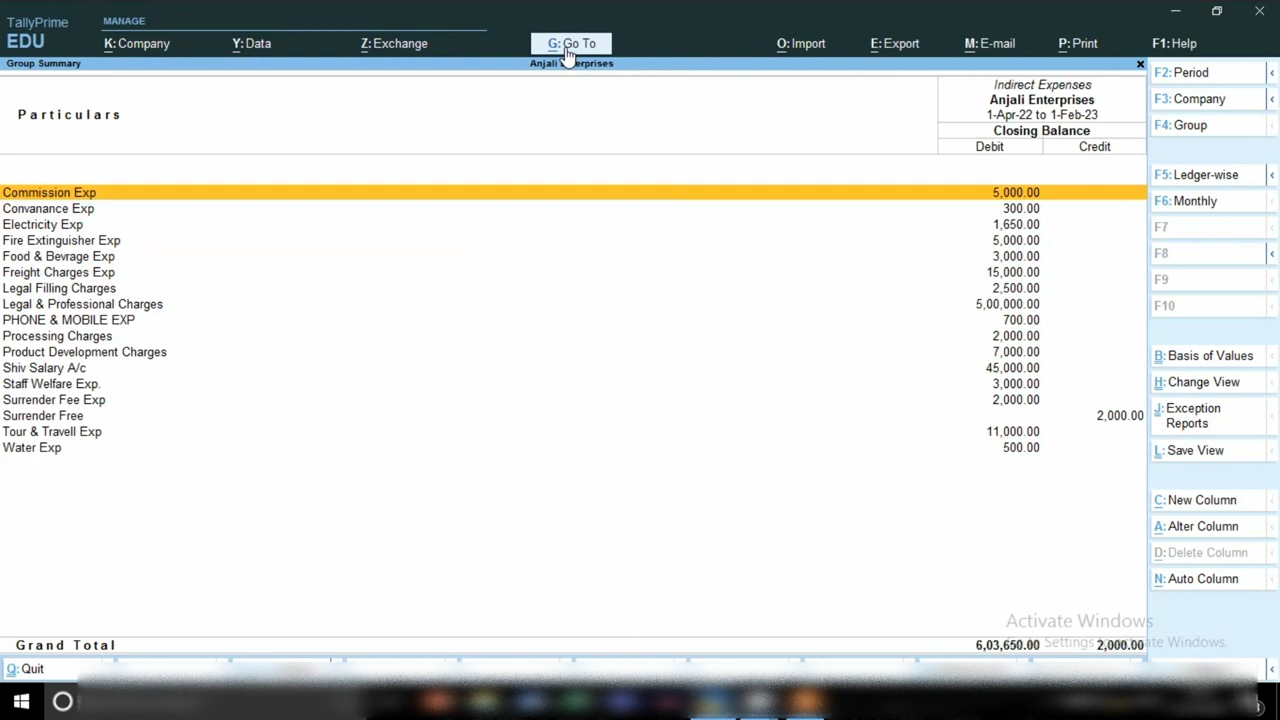 TallyPrime
EDU
MANAGE
K:Company
Y:Data
Z:Exchange
G:Go To
O:Import
E:Export
M:E-mail
P:Print
F1:Help
Group Summary
Anjali Enterprises
Particulars
Indirect Expenses
Anjali Enterprises
1-Apr-22 to 1-Feb-23
Closing Balance
Debit Credit
Commission Exp 5,000.00
Convanance Exp 300.00
Electricity Exp 1,650.00
Fire Extinguisher Exp 5,000.00
Food & Bevrage Exp 3,000.00
Freight Charges Exp 15,000.00
Legal Filling Charges 2,500.00
Legal & Professional Charges 5,00,000.00
PHONE & MOBILE EXP 700.00
Processing Charges 2,000.00
Product Development Charges 7,000.00
Shiv Salary A/c 45,000.00
Staff Welfare Exp. 3,000.00
Surrender Fee Exp 2,000.00
Surrender Free 2,000.00
Tour & Travell Exp 11,000.00
Water Exp 500.00
Grand Total 6,03,650.00 2,000.00
Q:Quit
F2:Period
F3:Company
F4:Group
F5:Ledger-wise
F6:Monthly
F7
F8
F9
F10
B:Basis of Values
H:Change View
J:Exception
Reports
L:Save View
C:New Column
A:Alter Column
D:Delete Column
N:Auto Column
Activate Windows
Settings to activate Windows.